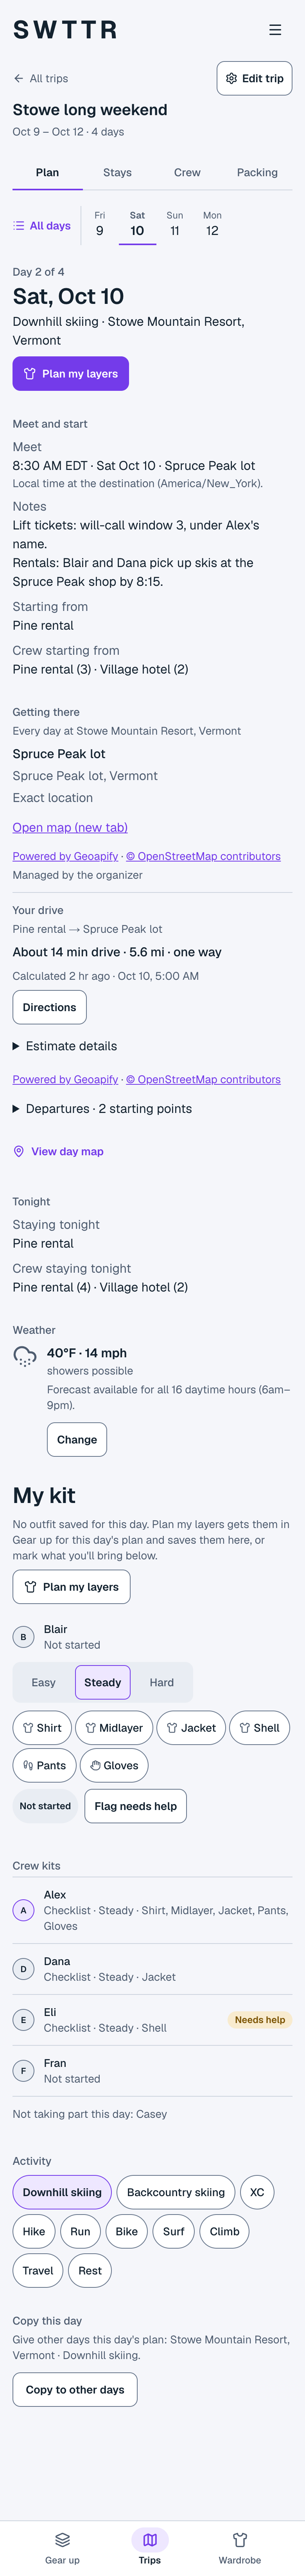 SWTTR
All trips
Edit trip
Stowe long weekend
Oct 9 – Oct 12 · 4 days
Plan
Stays
Crew
Packing
All days
Fri
9
Sat
10
Sun
11
Mon
12
Day 2 of 4
Sat, Oct 10
Downhill skiing · Stowe Mountain Resort,
Vermont
Plan my layers
Meet and start
Meet
8:30 AM EDT · Sat Oct 10 · Spruce Peak lot
Local time at the destination (America/New_York).
Notes
Lift tickets: will-call window 3, under Alex's
name.
Rentals: Blair and Dana pick up skis at the
Spruce Peak shop by 8:15.
Starting from
Pine rental
Crew starting from
Pine rental (3) · Village hotel (2)
Getting there
Every day at Stowe Mountain Resort, Vermont
Spruce Peak lot
Spruce Peak lot, Vermont
Exact location
Open map (new tab)
Powered by Geoapify · © OpenStreetMap contributors
Managed by the organizer
Your drive
Pine rental → Spruce Peak lot
About 14 min drive · 5.6 mi · one way
Calculated 2 hr ago · Oct 10, 5:00 AM
Directions
Estimate details
Powered by Geoapify · © OpenStreetMap contributors
Departures · 2 starting points
View day map
Tonight
Staying tonight
Pine rental
Crew staying tonight
Pine rental (4) · Village hotel (2)
Weather
40°F · 14 mph
showers possible
Forecast available for all 16 daytime hours (6am–
9pm).
Change
My kit
No outfit saved for this day. Plan my layers gets them in
Gear up for this day's plan and saves them here, or
mark what you'll bring below.
Plan my layers
B
Blair
Not started
Easy
Steady
Hard
Shirt
Midlayer
Jacket
Shell
Pants
Gloves
Not started
Flag needs help
Crew kits
A
Alex
Checklist · Steady · Shirt, Midlayer, Jacket, Pants,
Gloves
D
Dana
Checklist · Steady · Jacket
E
Eli
Checklist · Steady · Shell
Needs help
F
Fran
Not started
Not taking part this day: Casey
Activity
Downhill skiing
Backcountry skiing
XC
Hike
Run
Bike
Surf
Climb
Travel
Rest
Copy this day
Give other days this day's plan: Stowe Mountain Resort,
Vermont · Downhill skiing.
Copy to other days
Gear up
Trips
Wardrobe